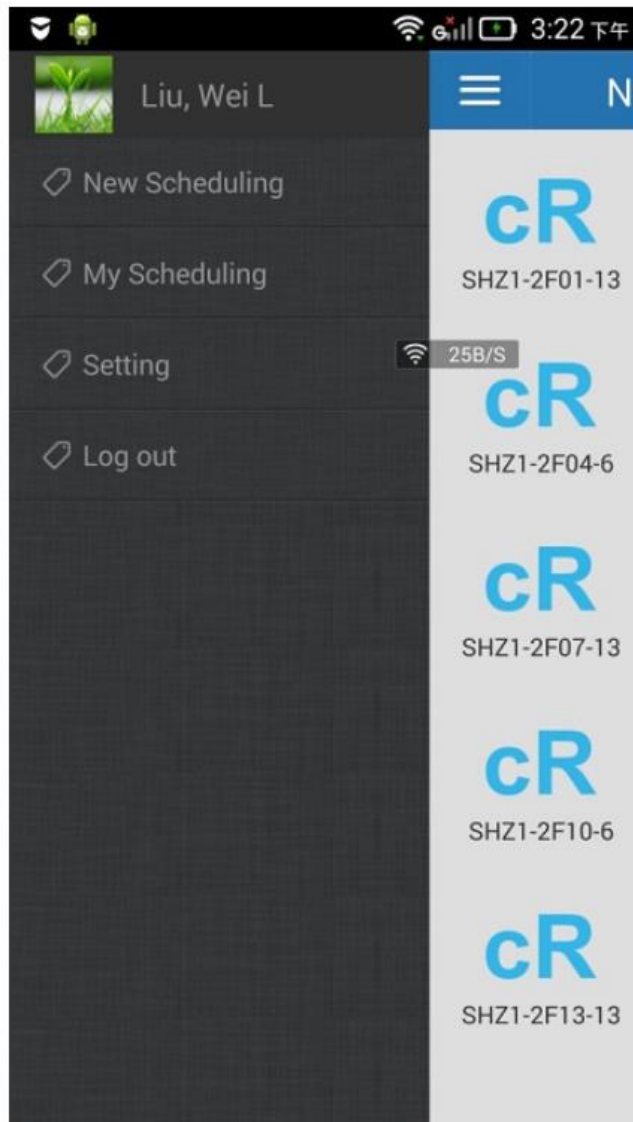 3:22 下午
Liu, Wei L
New Scheduling
My Scheduling
Setting
Log out
N
cR
SHZ1-2F01-13
25B/S
cR
SHZ1-2F04-6
cR
SHZ1-2F07-13
cR
SHZ1-2F10-6
cR
SHZ1-2F13-13